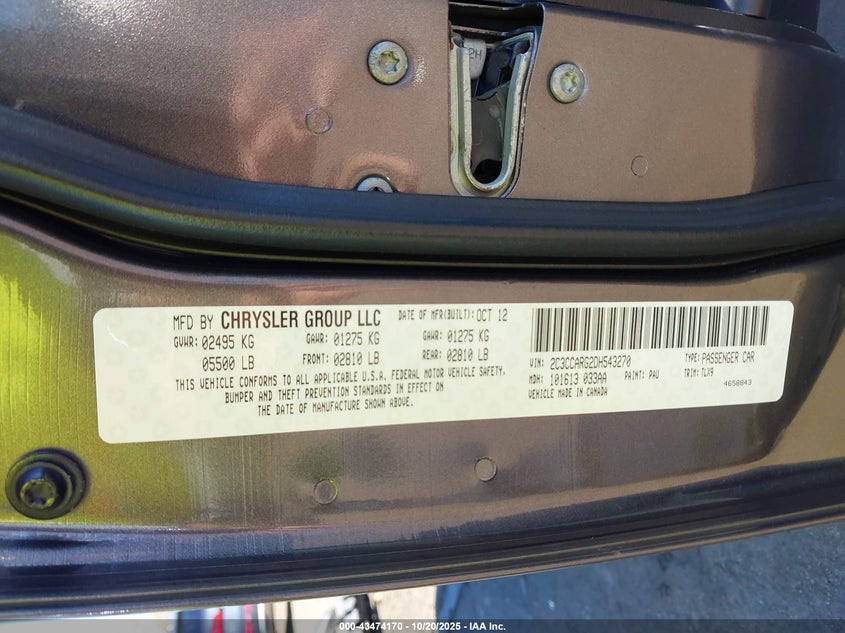 2H
MFD BY CHRYSLER GROUP LLC DATE OF MFR(BUILT): OCT 12
GVWR: 02495 KG GAWR: 01275 KG GAWR: 01275 KG
05500 LB FRONT: 02810 LB REAR: 02810 LB
THIS VEHICLE CONFORMS TO ALL APPLICABLE U.S.A. FEDERAL MOTOR VEHICLE SAFETY,
BUMPER AND THEFT PREVENTION STANDARDS IN EFFECT ON
THE DATE OF MANUFACTURE SHOWN ABOVE.
VIN: 2C3CCARG2DH543270 TYPE: PASSENGER CAR
MDH: 101613 033AA PAINT: PAU TRIM: TLX9
VEHICLE MADE IN CANADA 4658843
000-43474170 | 10/20/2025 - IAA Inc.